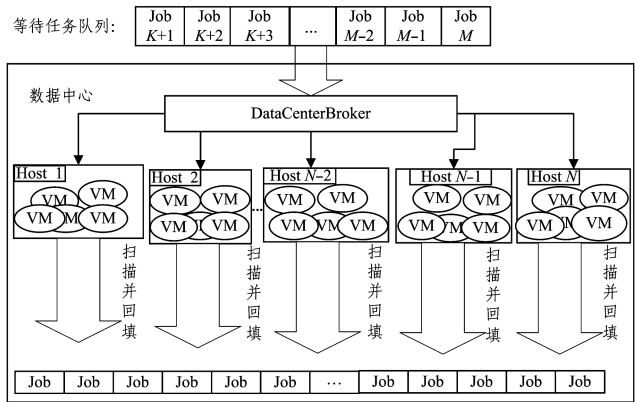 等待任务队列:
Job K+1 Job K+2 Job K+3 ... Job M-2 Job M-1 Job M
数据中心
DataCenterBroker
Host 1 Host 2 Host N-2 Host N-1 Host N
VM VM VM VM VM VM VM VM VM VM
...
VM VM VM VM VM VM VM VM VM VM VM VM VM
扫描并回填 扫描并回填 扫描并回填 扫描并回填 扫描并回填
Job Job Job Job Job Job ... Job Job Job Job Job